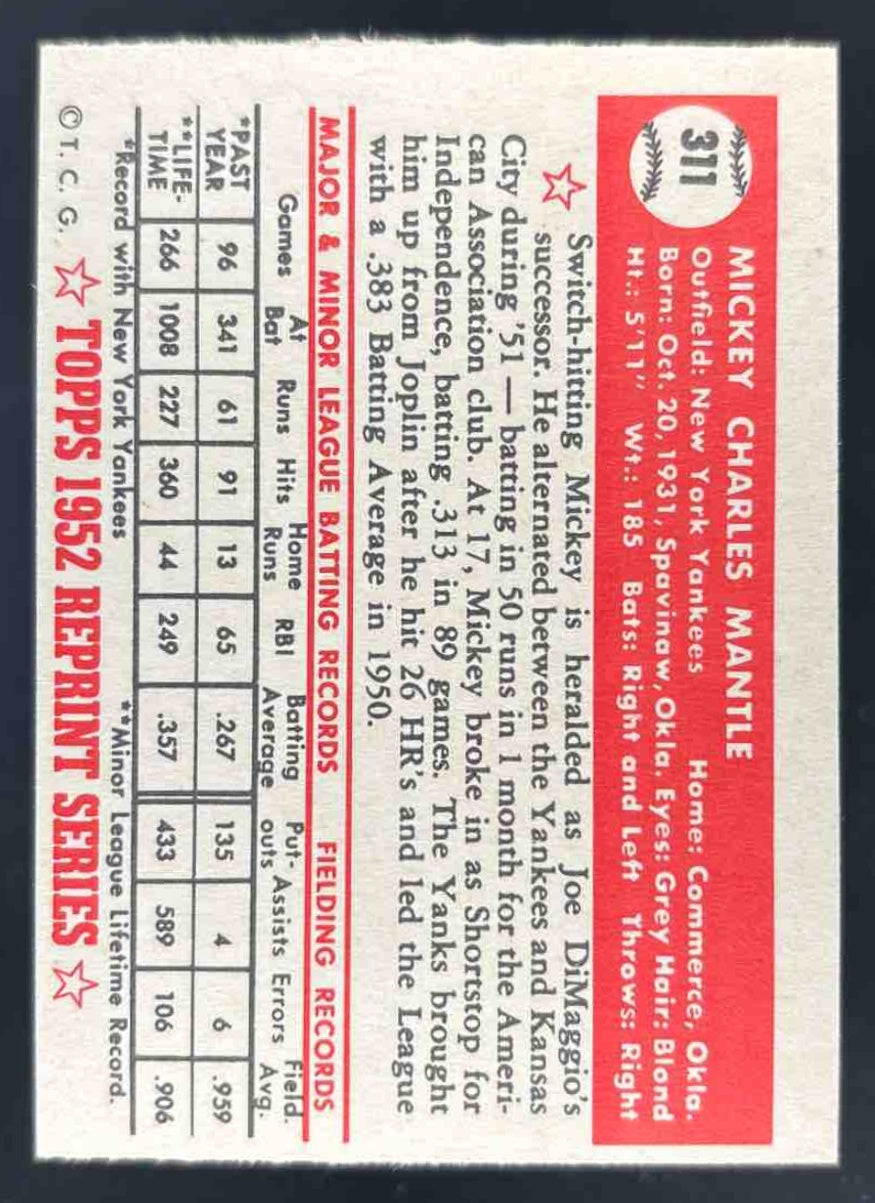 311
MICKEY CHARLES MANTLE
Outfield: New York Yankees Home: Commerce, Okla.
Born: Oct. 20, 1931, Spavinaw, Okla. Eyes: Grey Hair: Blond
Ht.: 5'11" Wt.: 185 Bats: Right and Left Throws: Right
Switch-hitting Mickey is heralded as Joe DiMaggio's
successor. He alternated between the Yankees and Kansas
City during '51 — batting in 50 runs in 1 month for the Ameri-
can Association club. At 17, Mickey broke in as Shortstop for
Independence, batting .313 in 89 games. The Yanks brought
him up from Joplin after he hit 26 HR's and led the League
with a .383 Batting Average in 1950.
MAJOR & MINOR LEAGUE BATTING RECORDS FIELDING RECORDS
Games At Bat Runs Hits Home Runs RBI Batting Average Put-outs Assists Errors Field. Avg.
*PAST YEAR 96 341 61 91 13 65 .267 135 4 6 .959
**LIFE-TIME 266 1008 227 360 44 249 .357 433 589 106 .906
*Record with New York Yankees **Minor League Lifetime Record.
© T. C. G. TOPPS 1952 REPRINT SERIES